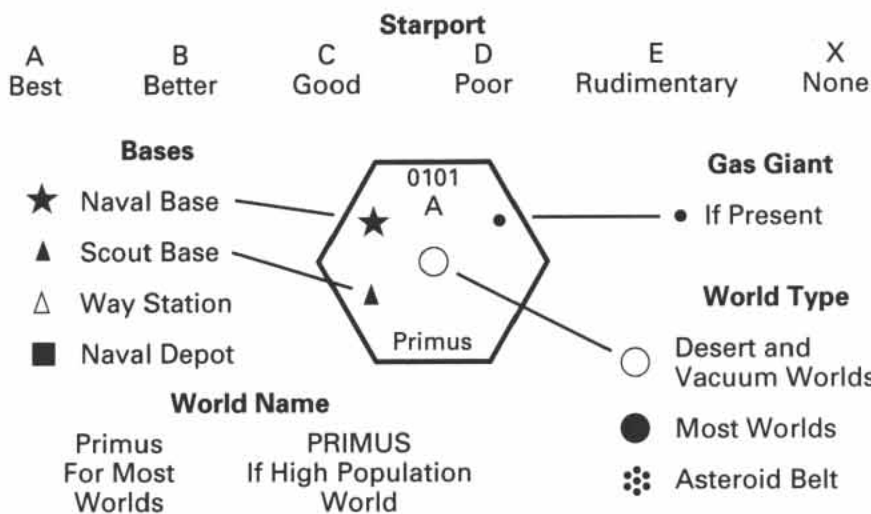 Starport
A B C D E X
Best Better Good Poor Rudimentary None
Bases
Naval Base
Scout Base
Way Station
Naval Depot
0101
A
Primus
Gas Giant
If Present
World Type
Desert and
Vacuum Worlds
Most Worlds
Asteroid Belt
World Name
Primus PRIMUS
For Most If High Population
Worlds World